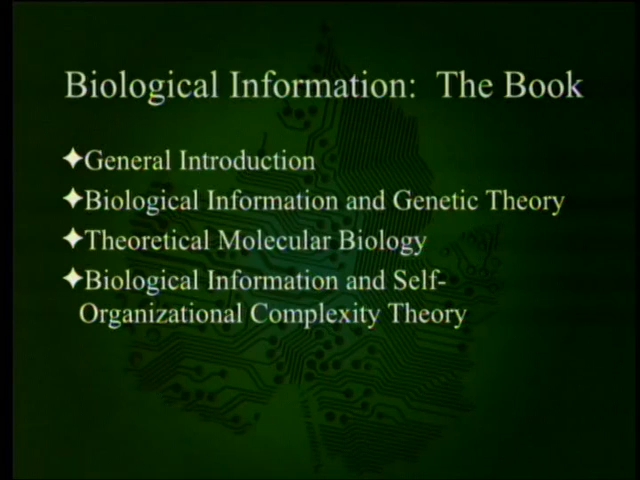 Biological Information: The Book
General Introduction
Biological Information and Genetic Theory
Theoretical Molecular Biology
Biological Information and Self-
Organizational Complexity Theory